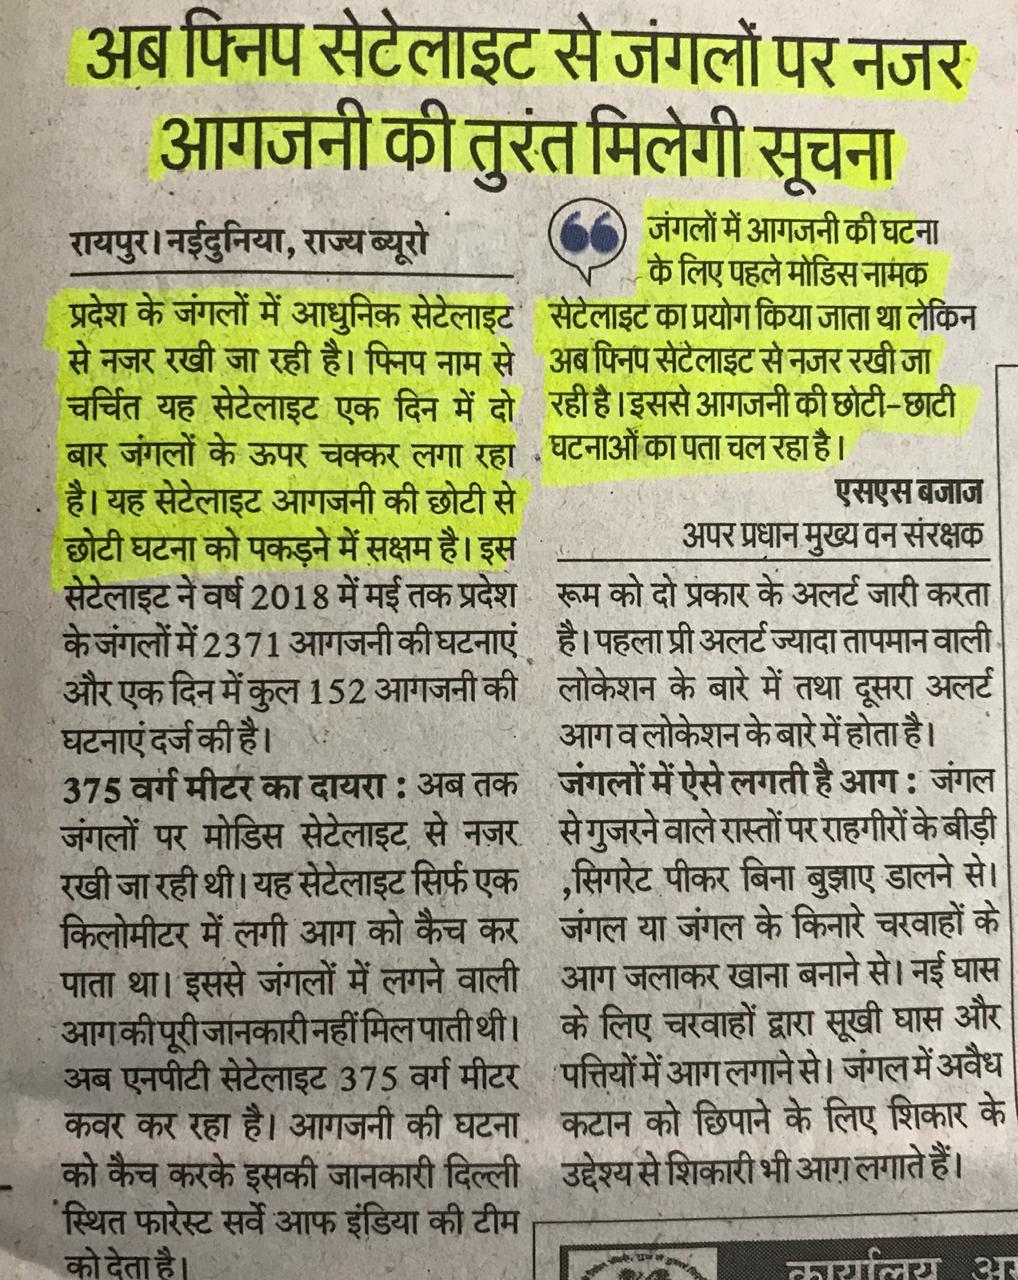 अब फ्निप सेटेलाइट से जंगलों पर नजर
आगजनी की तुरंत मिलेगी सूचना
रायपुर। नईदुनिया, राज्य ब्यूरो
प्रदेश के जंगलों में आधुनिक सेटेलाइट
से नजर रखी जा रही है। फ्निप नाम से
चर्चित यह सेटेलाइट एक दिन में दो
बार जंगलों के ऊपर चक्कर लगा रहा
है। यह सेटेलाइट आगजनी की छोटी से
छोटी घटना को पकड़ने में सक्षम है। इस
सेटेलाइट ने वर्ष 2018 में मई तक प्रदेश
के जंगलों में 2371 आगजनी की घटनाएं
और एक दिन में कुल 152 आगजनी की
घटनाएं दर्ज की है।
375 वर्ग मीटर का दायरा : अब तक
जंगलों पर मोडिस सेटेलाइट से नजर
रखी जा रही थी। यह सेटेलाइट सिर्फ एक
किलोमीटर में लगी आग को कैच कर
पाता था। इससे जंगलों में लगने वाली
आग की पूरी जानकारी नहीं मिल पाती थी।
अब एनपीटी सेटेलाइट 375 वर्ग मीटर
कवर कर रहा है। आगजनी की घटना
को कैच करके इसकी जानकारी दिल्ली
स्थित फारेस्ट सर्वे आफ इंडिया की टीम
को देता है।
“ जंगलों में आगजनी की घटना
के लिए पहले मोडिस नामक
सेटेलाइट का प्रयोग किया जाता था लेकिन
अब फ्निप सेटेलाइट से नजर रखी जा
रही है। इससे आगजनी की छोटी-छाटी
घटनाओं का पता चल रहा है।
एसएस बजाज
अपर प्रधान मुख्य वन संरक्षक
रूम को दो प्रकार के अलर्ट जारी करता
है। पहला प्री अलर्ट ज्यादा तापमान वाली
लोकेशन के बारे में तथा दूसरा अलर्ट
आग व लोकेशन के बारे में होता है।
जंगलों में ऐसे लगती है आग : जंगल
से गुजरने वाले रास्तों पर राहगीरों के बीड़ी
,सिगरेट पीकर बिना बुझाए डालने से।
जंगल या जंगल के किनारे चरवाहों के
आग जलाकर खाना बनाने से। नई घास
के लिए चरवाहों द्वारा सूखी घास और
पत्तियों में आग लगाने से। जंगल में अवैध
कटान को छिपाने के लिए शिकार के
उद्देश्य से शिकारी भी आग लगाते हैं।
कार्यालय